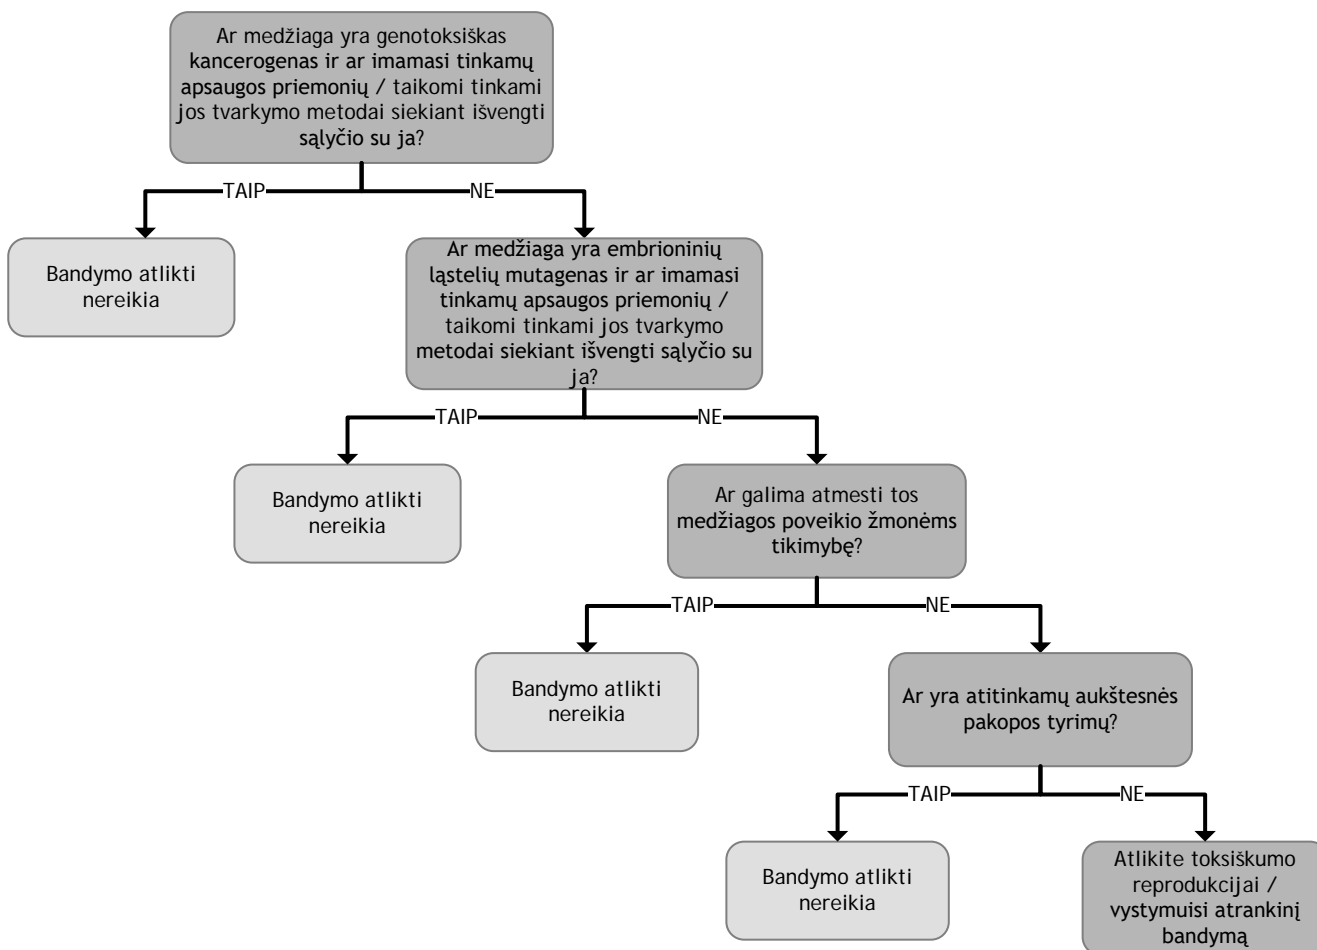 Ar medžiaga yra genotoksiškas
kancerogenas ir ar imamasi tinkamų
apsaugos priemonių / taikomi tinkami
jos tvarkymo metodai siekiant išvengti
sąlyčio su ja?
TAIP
NE
Bandymo atlikti
nereikia
Ar medžiaga yra embrioninių
ląstelių mutagenas ir ar imamasi
tinkamų apsaugos priemonių /
taikomi tinkami jos tvarkymo
metodai siekiant išvengti sąlyčio su
ja?
TAIP
NE
Bandymo atlikti
nereikia
Ar galima atmesti tos
medžiagos poveikio žmonėms
tikimybę?
TAIP
NE
Bandymo atlikti
nereikia
Ar yra atitinkamų aukštesnės
pakopos tyrimų?
TAIP
NE
Bandymo atlikti
nereikia
Atlikite toksiškumo
reprodukcijai /
vystymuisi atrankinį
bandymą